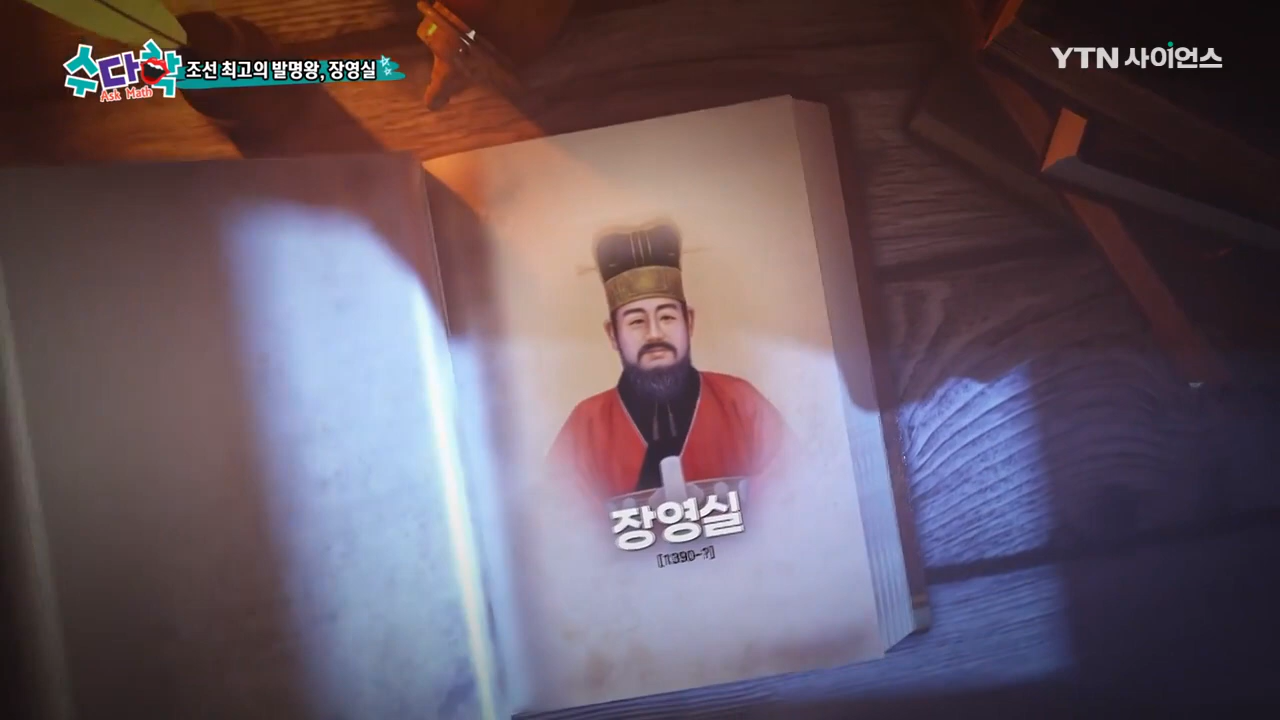 수다학
Ask Math
조선 최고의 발명왕, 장영실
YTN 사이언스
장영실
[1390-?]